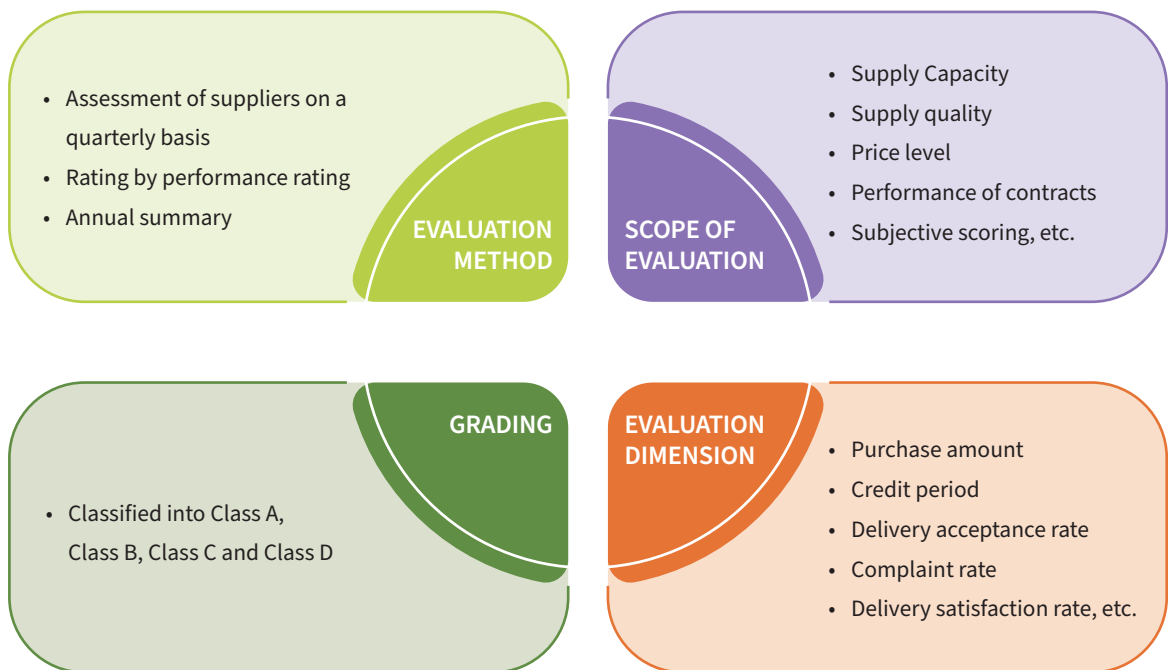 • Assessment of suppliers on a
quarterly basis
• Rating by performance rating
• Annual summary
EVALUATION
METHOD
SCOPE OF
EVALUATION
• Supply Capacity
• Supply quality
• Price level
• Performance of contracts
• Subjective scoring, etc.
GRADING
• Classified into Class A,
Class B, Class C and Class D
EVALUATION
DIMENSION
• Purchase amount
• Credit period
• Delivery acceptance rate
• Complaint rate
• Delivery satisfaction rate, etc.